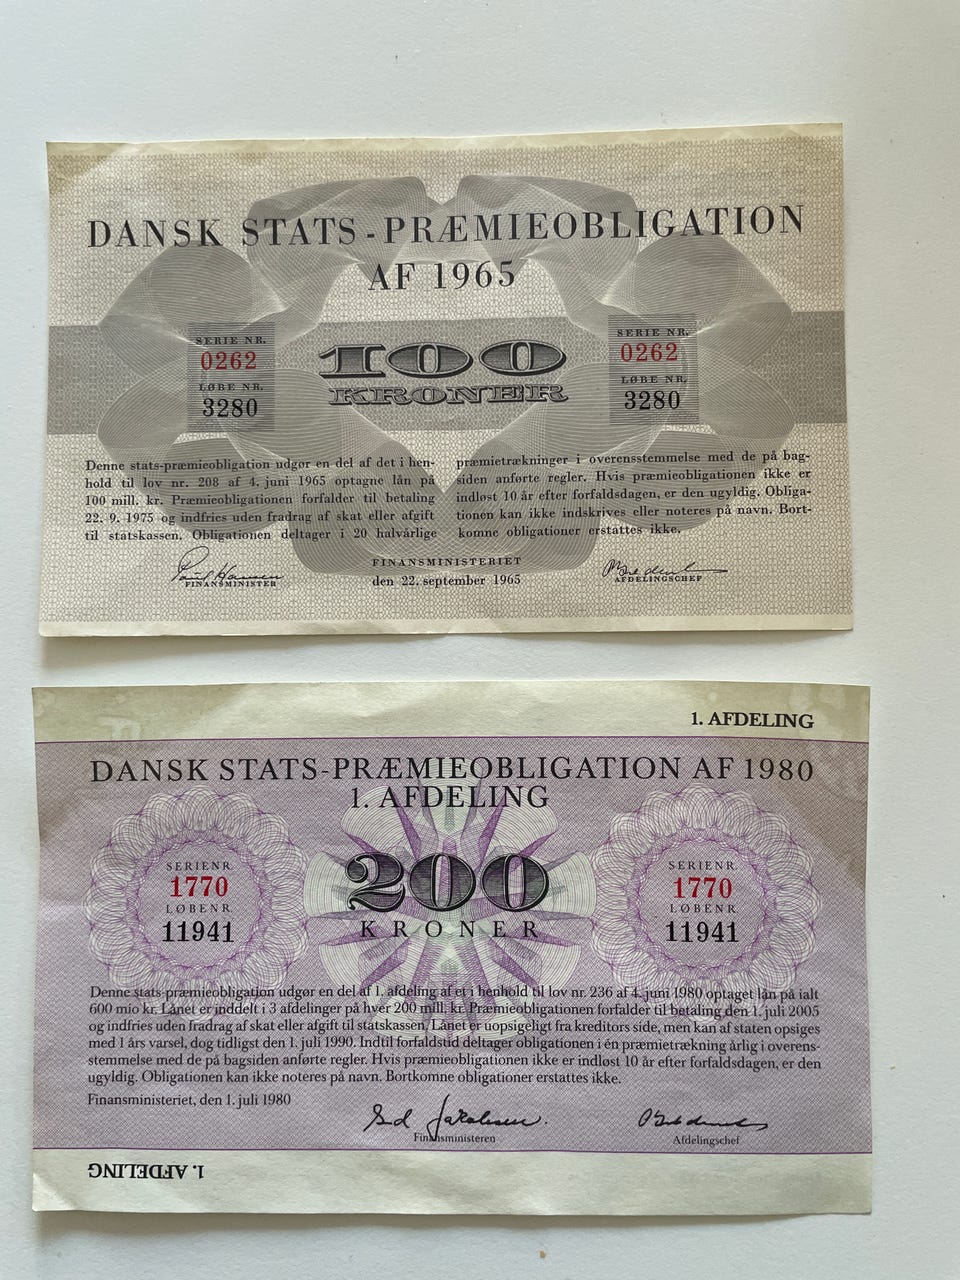 DANSK STATS-PRÆMIEOBLIGATION
AF 1965
SERIE NR.
0262
LØBE NR.
3280
100
KRONER
SERIE NR.
0262
LØBE NR.
3280
Denne stats-præmieobligation udgør en del af det i hen-
hold til lov nr. 208 af 4. juni 1965 optagne lån på
100 mill. kr. Præmieobligationen forfalder til betaling
22. 9. 1975 og indfries uden fradrag af skat eller afgift
til statskassen. Obligationen deltager i 20 halvårlige
præmietrækninger i overensstemmelse med de på bag-
siden anførte regler. Hvis præmieobligationen ikke er
indløst 10 år efter forfaldsdagen, er den ugyldig. Obliga-
tionen kan ikke indskrives eller noteres på navn. Bort-
komne obligationer erstattes ikke.
Poul Hansen
FINANSMINISTER
FINANSMINISTERIET
den 22. september 1965
AFDELINGSCHEF
1. AFDELING
DANSK STATS-PRÆMIEOBLIGATION AF 1980
1. AFDELING
SERIENR.
1770
LØBENR.
11941
200
KRONER
SERIENR.
1770
LØBENR.
11941
Denne stats-præmieobligation udgør en del af 1. afdeling af et i henhold til lov nr. 236 af 4. juni 1980 optaget lån på ialt
600 mio kr. Lånet er inddelt i 3 afdelinger på hver 200 mill. kr. Præmieobligationen forfalder til betaling den 1. juli 2005
og indfries uden fradrag af skat eller afgift til statskassen. Lånet er uopsigeligt fra kreditors side, men kan af staten opsiges
med 1 års varsel, dog tidligst den 1. juli 1990. Indtil forfaldstid deltager obligationen i én præmietrækning årlig i overens-
stemmelse med de på bagsiden anførte regler. Hvis præmieobligationen ikke er indløst 10 år efter forfaldsdagen, er den
ugyldig. Obligationen kan ikke noteres på navn. Bortkomne obligationer erstattes ikke.
Finansministeriet, den 1. juli 1980
Svend Jakobsen
Finansministeren
Afdelingschef
1. AFDELING